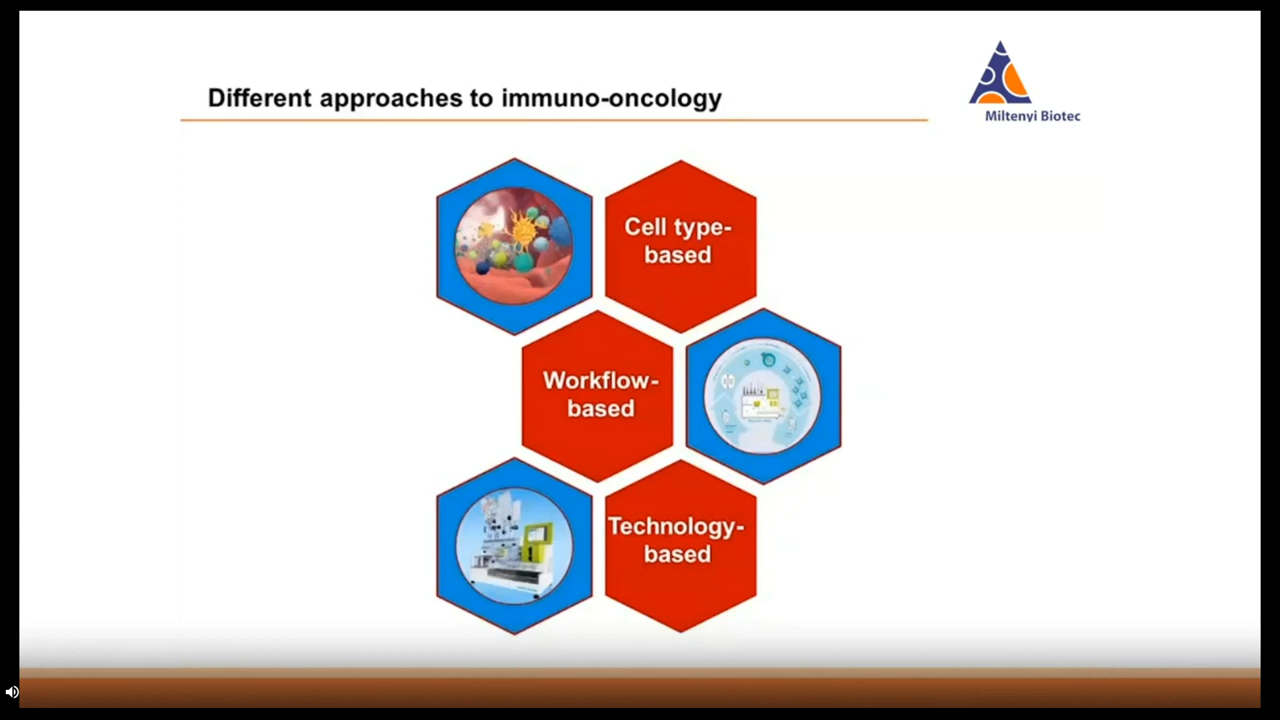 Different approaches to immuno-oncology
Miltenyi Biotec
Cell type-
based
Workflow-
based
Technology-
based